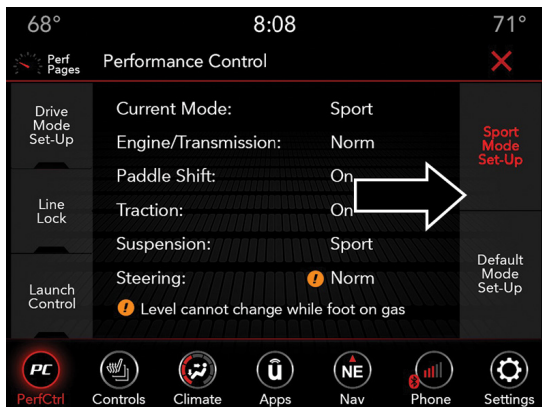 68° 8:08 71°
Perf
Pages
Performance Control
Drive
Mode
Set-Up
Line
Lock
Launch
Control
Current Mode: Sport
Engine/Transmission: Norm
Paddle Shift: On
Traction: On
Suspension: Sport
Steering: ! Norm
! Level cannot change while foot on gas
Sport
Mode
Set-Up
Default
Mode
Set-Up
PC
û
NE
PerfCtrl Controls Climate Apps Nav Phone Settings